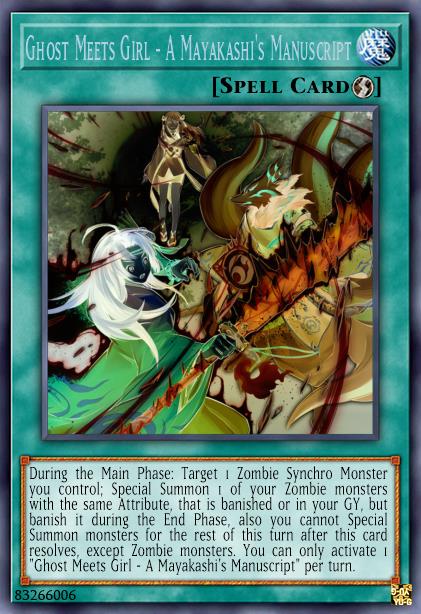 Ghost Meets Girl - A Mayakashi's Manuscript
魔
[Spell Card]
During the Main Phase: Target 1 Zombie Synchro Monster
you control; Special Summon 1 of your Zombie monsters
with the same Attribute, that is banished or in your GY, but
banish it during the End Phase, also you cannot Special
Summon monsters for the rest of this turn after this card
resolves, except Zombie monsters. You can only activate 1
"Ghost Meets Girl - A Mayakashi's Manuscript" per turn.
83266006